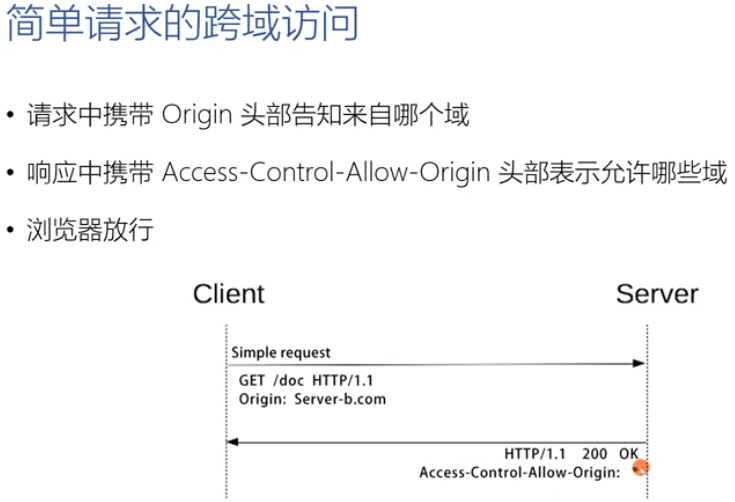 简单请求的跨域访问
• 请求中携带 Origin 头部告知来自哪个域
• 响应中携带 Access-Control-Allow-Origin 头部表示允许哪些域
• 浏览器放行
Client Server
Simple request
GET /doc HTTP/1.1
Origin: Server-b.com
HTTP/1.1 200 OK
Access-Control-Allow-Origin: